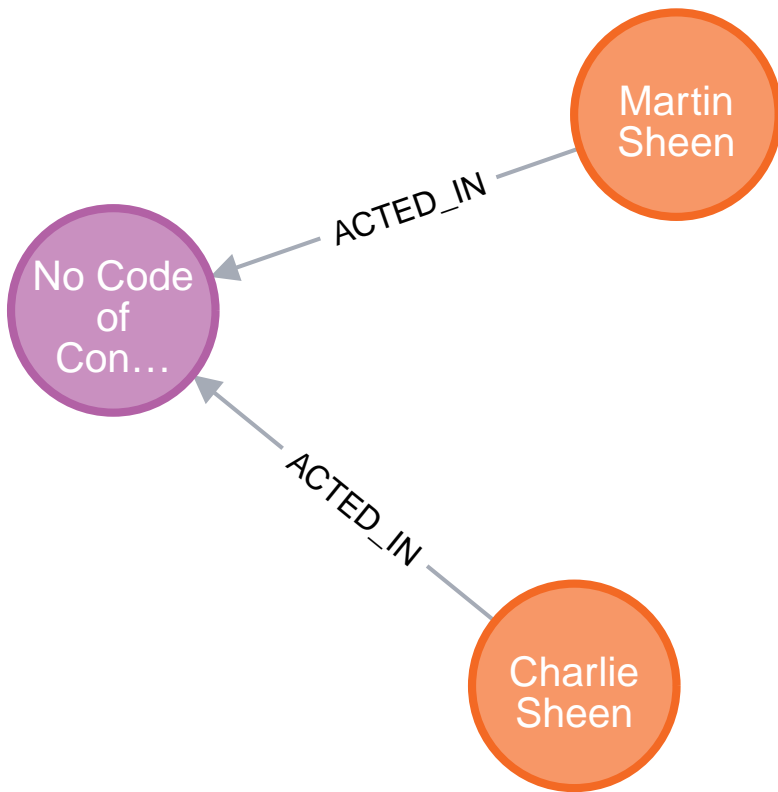 Martin
Sheen
ACTED_IN
No Code
of
Con…
ACTED_IN
Charlie
Sheen